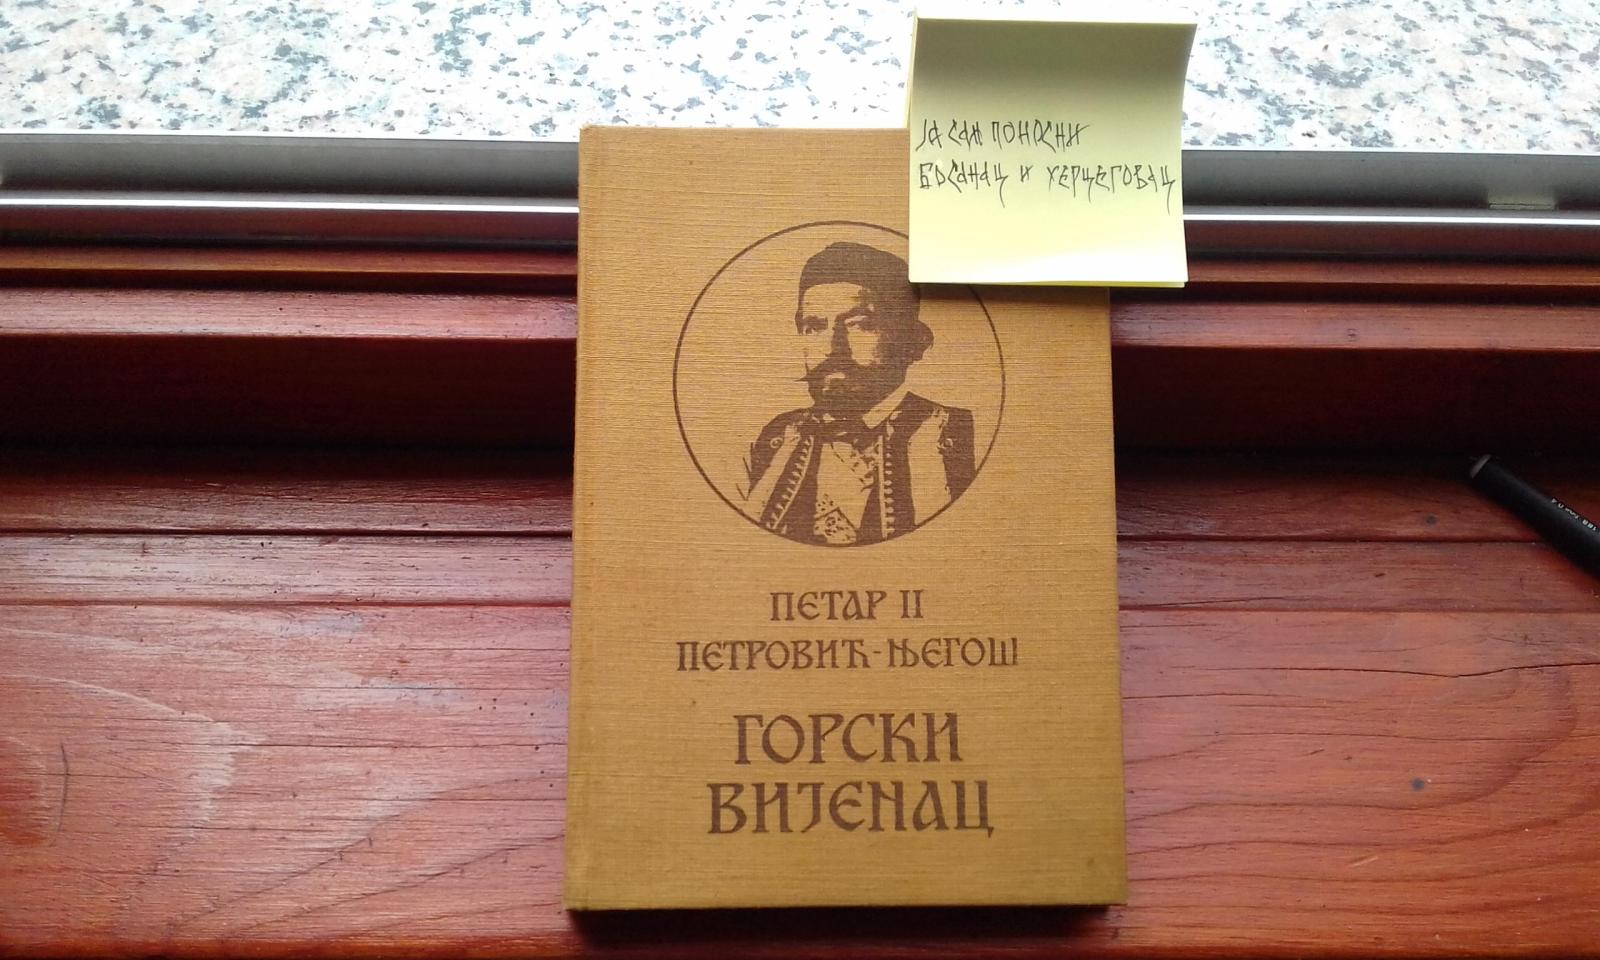 ЈА САМ ПОНОСНИ
БОСАНАЦ И ХЕРЦЕГОВАЦ
ПЕТАР II
ПЕТРОВИЋ-ЊЕГОШ
ГОРСКИ
ВИЈЕНАЦ